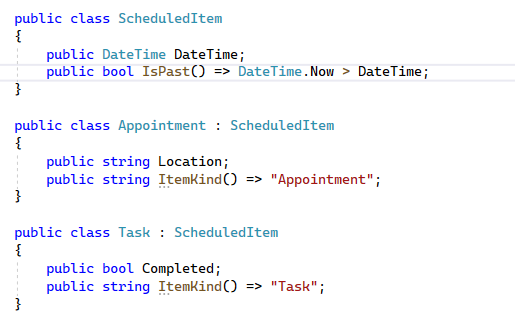 public class ScheduledItem
{
public DateTime DateTime;
public bool IsPast() => DateTime.Now > DateTime;
}
public class Appointment : ScheduledItem
{
public string Location;
public string ItemKind() => "Appointment";
}
public class Task : ScheduledItem
{
public bool Completed;
public string ItemKind() => "Task";
}